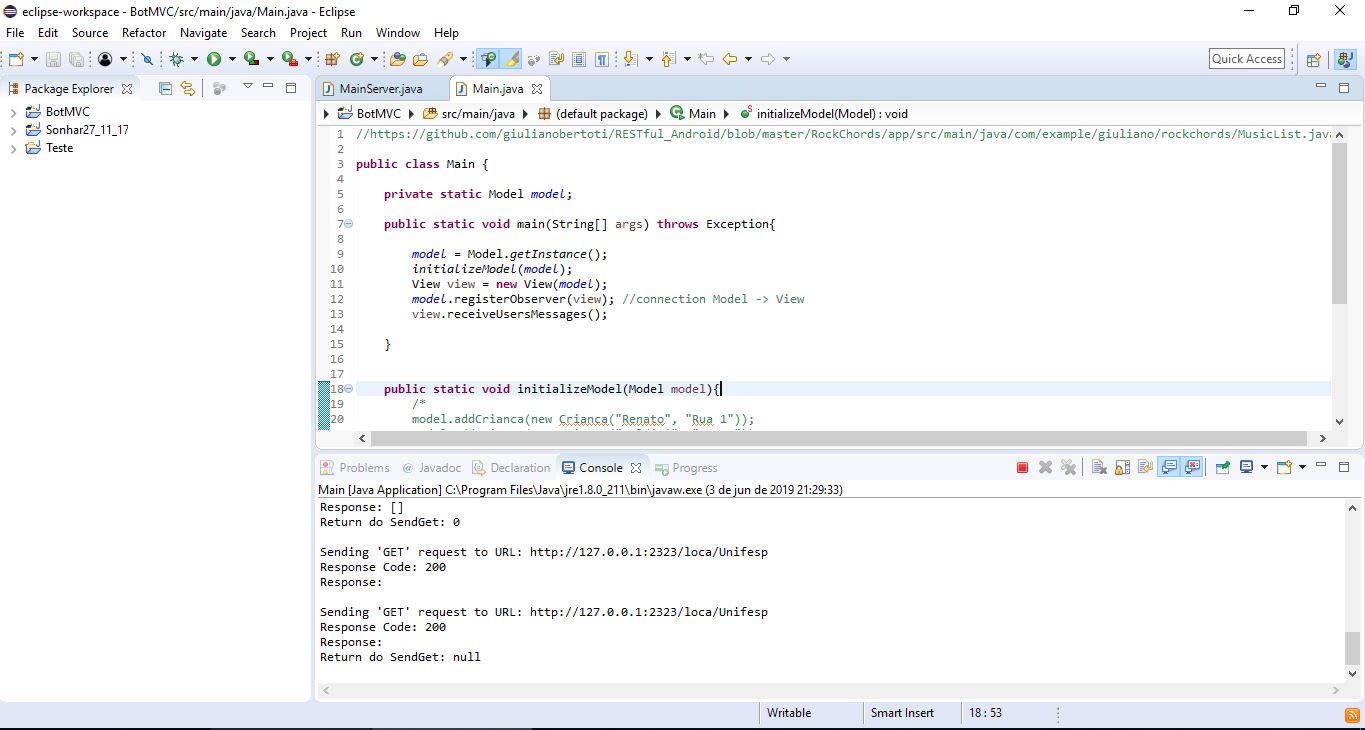 eclipse-workspace - BotMVC/src/main/java/Main.java - Eclipse
File Edit Source Refactor Navigate Search Project Run Window Help
Quick Access
Package Explorer
BotMVC
Sonhar27_11_17
Teste
MainServer.java Main.java
BotMVC src/main/java (default package) Main initializeModel(Model) : void
1 //https://github.com/giulianobertoti/RESTful_Android/blob/master/RockChords/app/src/main/java/com/example/giuliano/rockchords/MusicList.java
2
3 public class Main {
4
5 private static Model model;
6
7 public static void main(String[] args) throws Exception{
8
9 model = Model.getInstance();
10 initializeModel(model);
11 View view = new View(model);
12 model.registerObserver(view); //connection Model -> View
13 view.receiveUsersMessages();
14
15 }
16
17
18 public static void initializeModel(Model model){
19 /*
20 model.addCrianca(new Crianca("Renato", "Rua 1"));
Problems @ Javadoc Declaration Console Progress
Main [Java Application] C:\Program Files\Java\jre1.8.0_211\bin\javaw.exe (3 de jun de 2019 21:29:33)
Response: []
Return do SendGet: 0
Sending 'GET' request to URL: http://127.0.0.1:2323/loca/Unifesp
Response Code: 200
Response:
Sending 'GET' request to URL: http://127.0.0.1:2323/loca/Unifesp
Response Code: 200
Response:
Return do SendGet: null
Writable Smart Insert 18 : 53